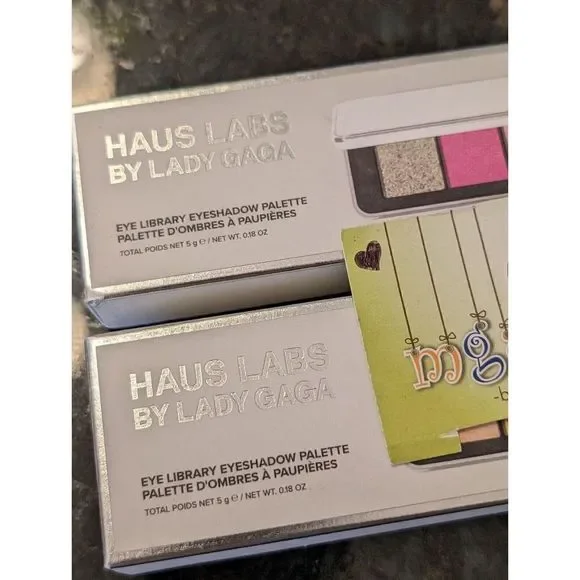 HAUS LABS
BY LADY GAGA
EYE LIBRARY EYESHADOW PALETTE
PALETTE D'OMBRES À PAUPIÈRES
TOTAL POIDS NET 5 g ℮ / NET WT. 0.18 OZ
mg
HAUS LABS
BY LADY GAGA
EYE LIBRARY EYESHADOW PALETTE
PALETTE D'OMBRES À PAUPIÈRES
TOTAL POIDS NET 5 g ℮ / NET WT. 0.18 OZ